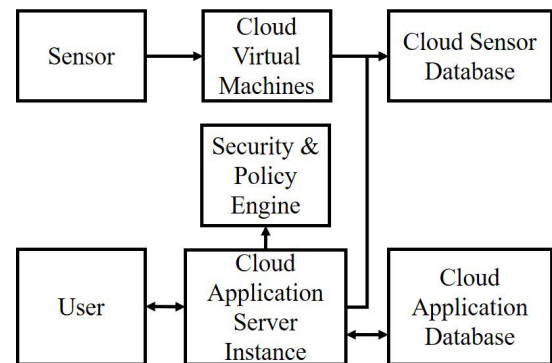 Sensor
Cloud
Virtual
Machines
Cloud Sensor
Database
Security &
Policy
Engine
User
Cloud
Application
Server
Instance
Cloud
Application
Database